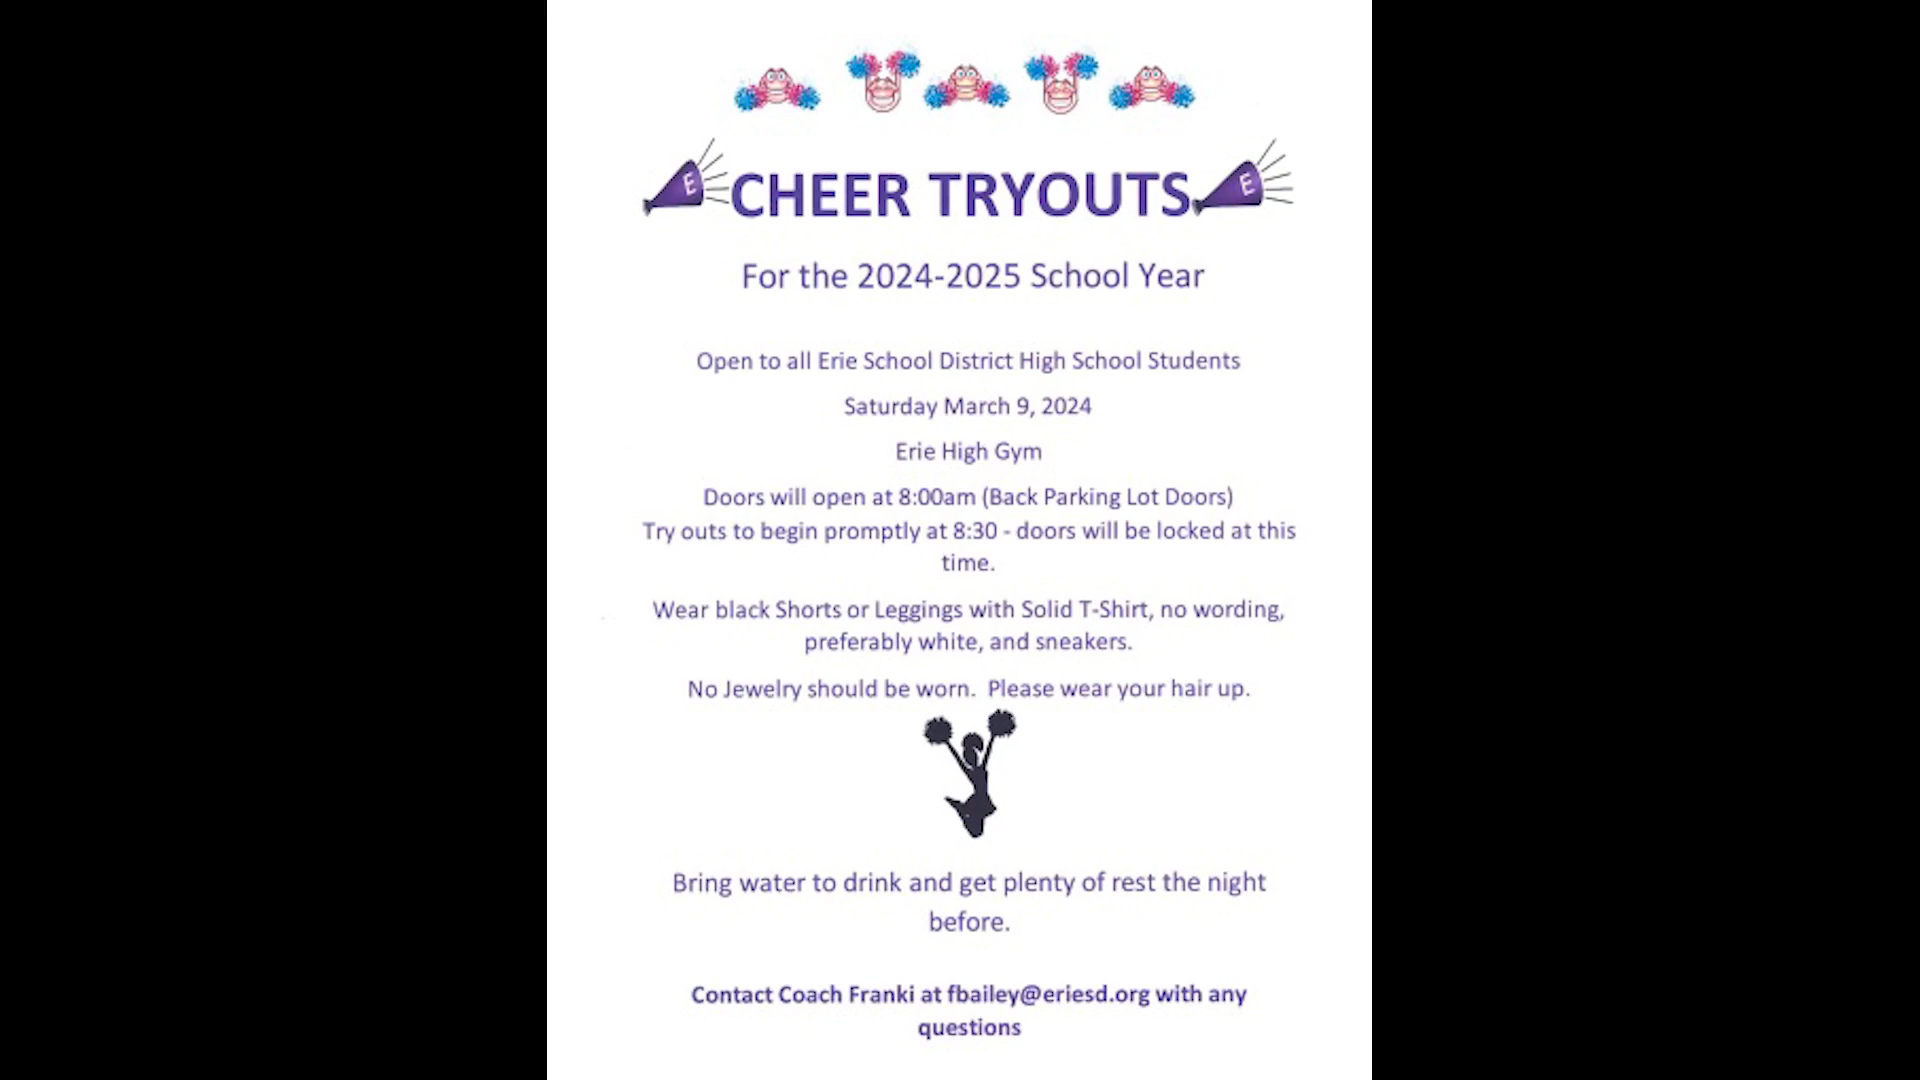 E CHEER TRYOUTS E
For the 2024-2025 School Year
Open to all Erie School District High School Students
Saturday March 9, 2024
Erie High Gym
Doors will open at 8:00am (Back Parking Lot Doors)
Try outs to begin promptly at 8:30 - doors will be locked at this
time.
Wear black Shorts or Leggings with Solid T-Shirt, no wording,
preferably white, and sneakers.
No Jewelry should be worn.  Please wear your hair up.
Bring water to drink and get plenty of rest the night
before.
Contact Coach Franki at fbailey@eriesd.org with any
questions